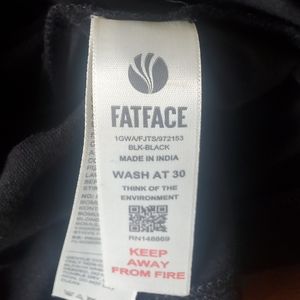 FATFACE
1GWA/FJTS/972153
BLK-BLACK
MADE IN INDIA
WASH AT 30
THINK OF THE
ENVIRONMENT
RN148869
KEEP
AWAY
FROM FIRE